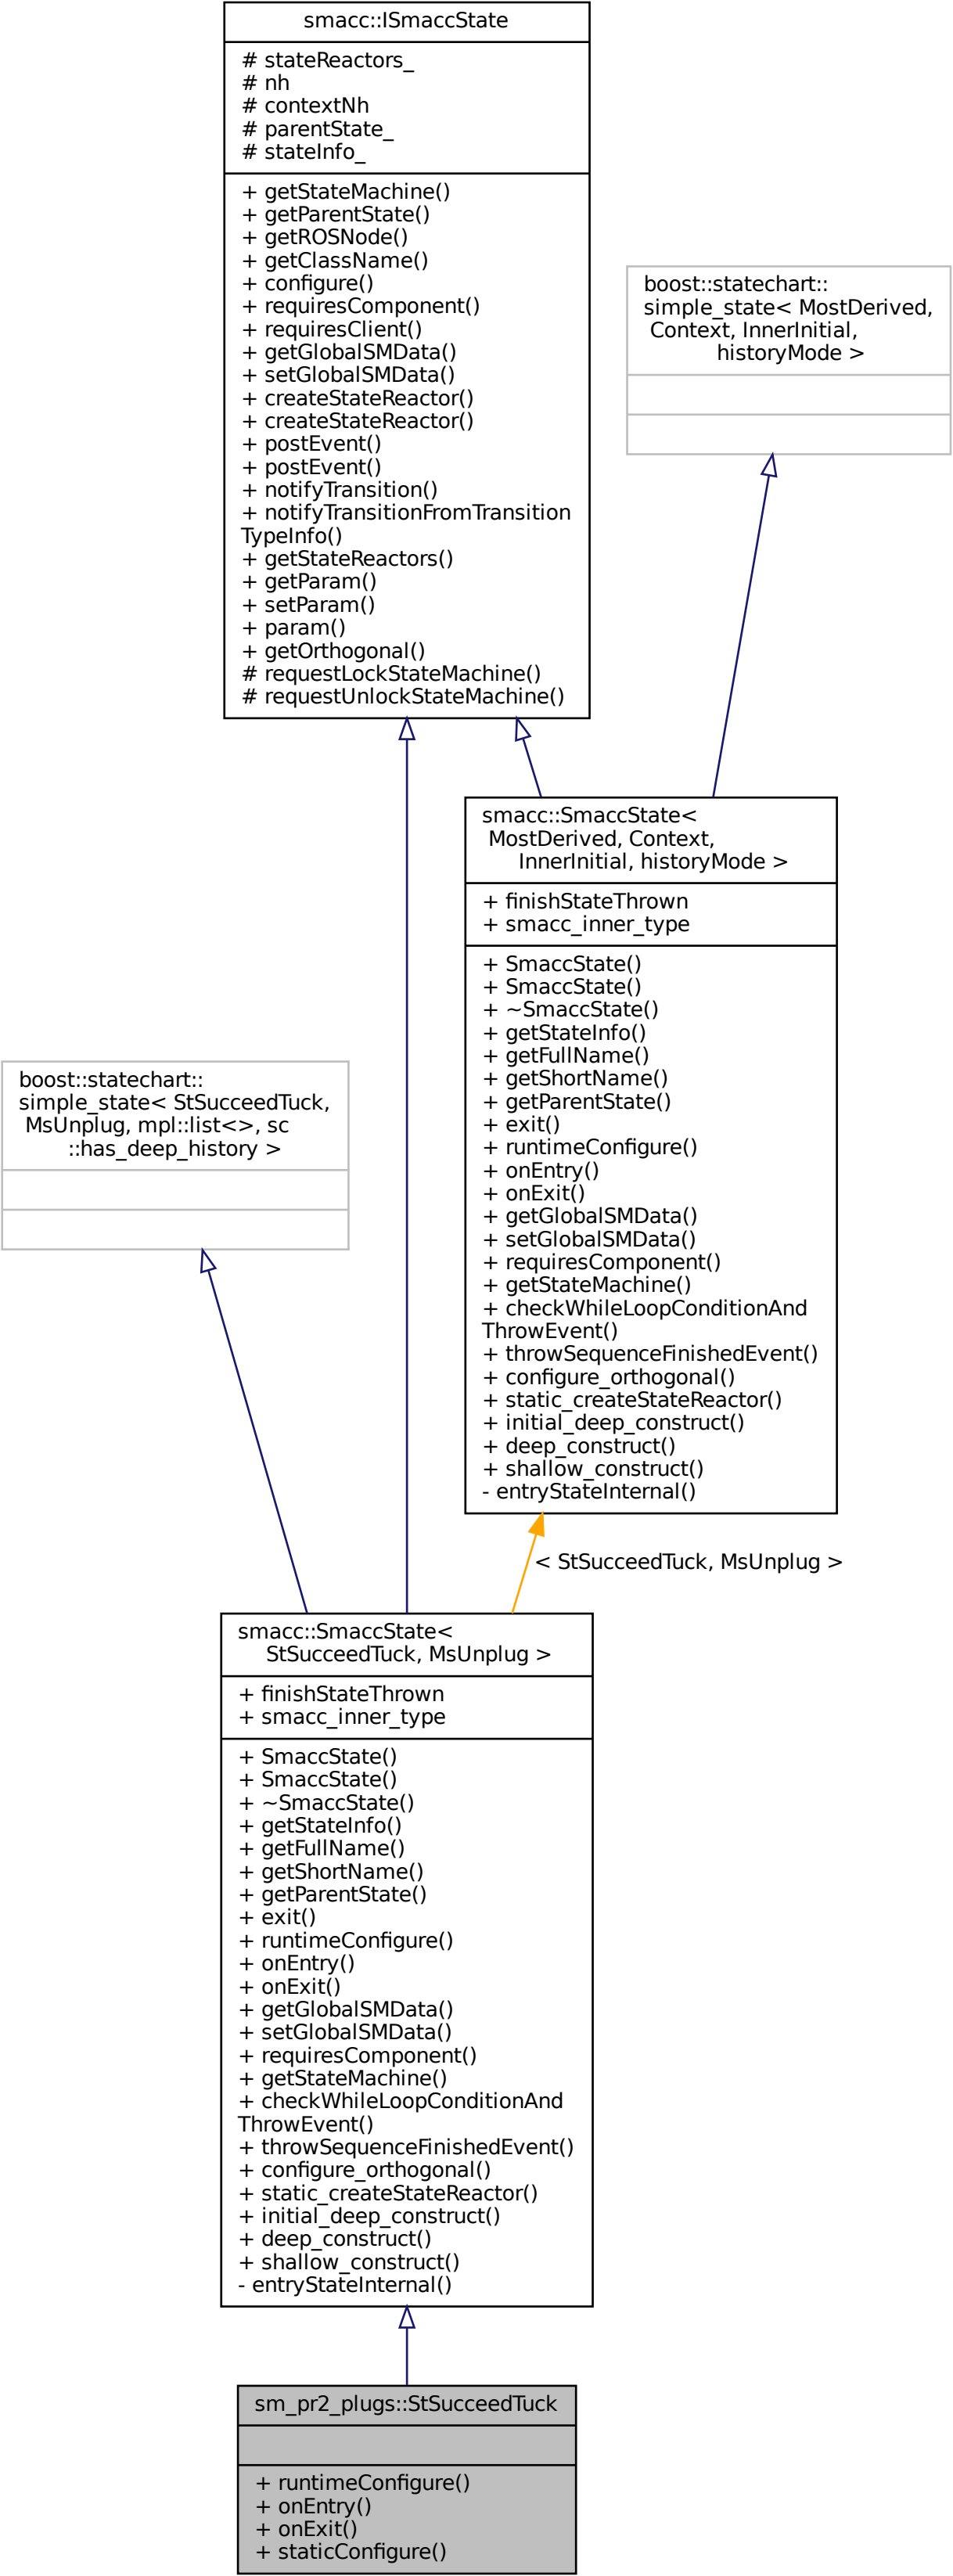 smacc::ISmaccState
# stateReactors_
# nh
# contextNh
# parentState_
# stateInfo_
+ getStateMachine()
+ getParentState()
+ getROSNode()
+ getClassName()
+ configure()
+ requiresComponent()
+ requiresClient()
+ getGlobalSMData()
+ setGlobalSMData()
+ createStateReactor()
+ createStateReactor()
+ postEvent()
+ postEvent()
+ notifyTransition()
+ notifyTransitionFromTransition
TypeInfo()
+ getStateReactors()
+ getParam()
+ setParam()
+ param()
+ getOrthogonal()
# requestLockStateMachine()
# requestUnlockStateMachine()
boost::statechart::
simple_state< MostDerived,
Context, InnerInitial,
historyMode >
smacc::SmaccState<
MostDerived, Context,
InnerInitial, historyMode >
+ finishStateThrown
+ smacc_inner_type
+ SmaccState()
+ SmaccState()
+ ~SmaccState()
+ getStateInfo()
+ getFullName()
+ getShortName()
+ getParentState()
+ exit()
+ runtimeConfigure()
+ onEntry()
+ onExit()
+ getGlobalSMData()
+ setGlobalSMData()
+ requiresComponent()
+ getStateMachine()
+ checkWhileLoopConditionAnd
ThrowEvent()
+ throwSequenceFinishedEvent()
+ configure_orthogonal()
+ static_createStateReactor()
+ initial_deep_construct()
+ deep_construct()
+ shallow_construct()
- entryStateInternal()
boost::statechart::
simple_state< StSucceedTuck,
MsUnplug, mpl::list<>, sc
::has_deep_history >
< StSucceedTuck, MsUnplug >
smacc::SmaccState<
StSucceedTuck, MsUnplug >
+ finishStateThrown
+ smacc_inner_type
+ SmaccState()
+ SmaccState()
+ ~SmaccState()
+ getStateInfo()
+ getFullName()
+ getShortName()
+ getParentState()
+ exit()
+ runtimeConfigure()
+ onEntry()
+ onExit()
+ getGlobalSMData()
+ setGlobalSMData()
+ requiresComponent()
+ getStateMachine()
+ checkWhileLoopConditionAnd
ThrowEvent()
+ throwSequenceFinishedEvent()
+ configure_orthogonal()
+ static_createStateReactor()
+ initial_deep_construct()
+ deep_construct()
+ shallow_construct()
- entryStateInternal()
sm_pr2_plugs::StSucceedTuck
+ runtimeConfigure()
+ onEntry()
+ onExit()
+ staticConfigure()